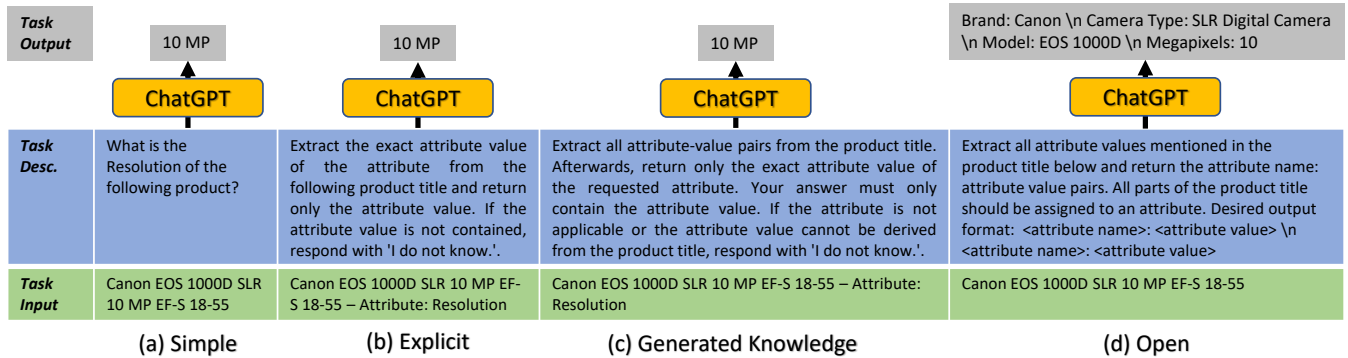 Task
Output
10 MP
10 MP
10 MP
Brand: Canon \n Camera Type: SLR Digital Camera
\n Model: EOS 1000D \n Megapixels: 10
ChatGPT
ChatGPT
ChatGPT
ChatGPT
Task
Desc.
What is the
Resolution of the
following product?
Extract the exact attribute value
of the attribute from the
following product title and return
only the attribute value. If the
attribute value is not contained,
respond with 'I do not know.'.
Extract all attribute-value pairs from the product title.
Afterwards, return only the exact attribute value of
the requested attribute. Your answer must only
contain the attribute value. If the attribute is not
applicable or the attribute value cannot be derived
from the product title, respond with 'I do not know.'.
Extract all attribute values mentioned in the
product title below and return the attribute name:
attribute value pairs. All parts of the product title
should be assigned to an attribute. Desired output
format: <attribute name>: <attribute value> \n
<attribute name>: <attribute value>
Task
Input
Canon EOS 1000D SLR
10 MP EF-S 18-55
Canon EOS 1000D SLR 10 MP EF-
S 18-55 – Attribute: Resolution
Canon EOS 1000D SLR 10 MP EF-S 18-55 – Attribute:
Resolution
Canon EOS 1000D SLR 10 MP EF-S 18-55
(a) Simple
(b) Explicit
(c) Generated Knowledge
(d) Open